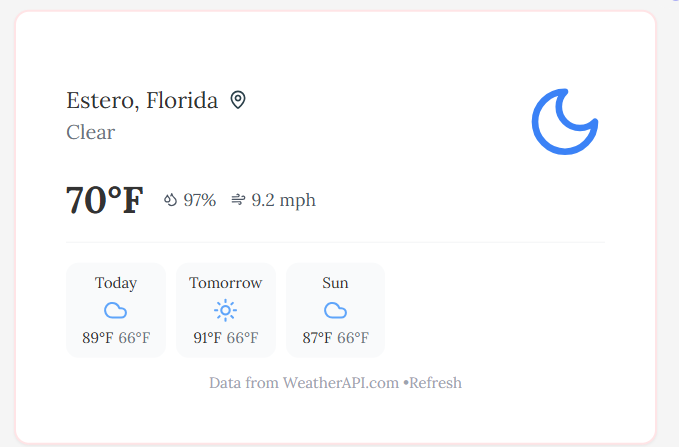 Estero, Florida
Clear
70°F 97% 9.2 mph
Today Tomorrow Sun
89°F 66°F 91°F 66°F 87°F 66°F
Data from WeatherAPI.com •Refresh